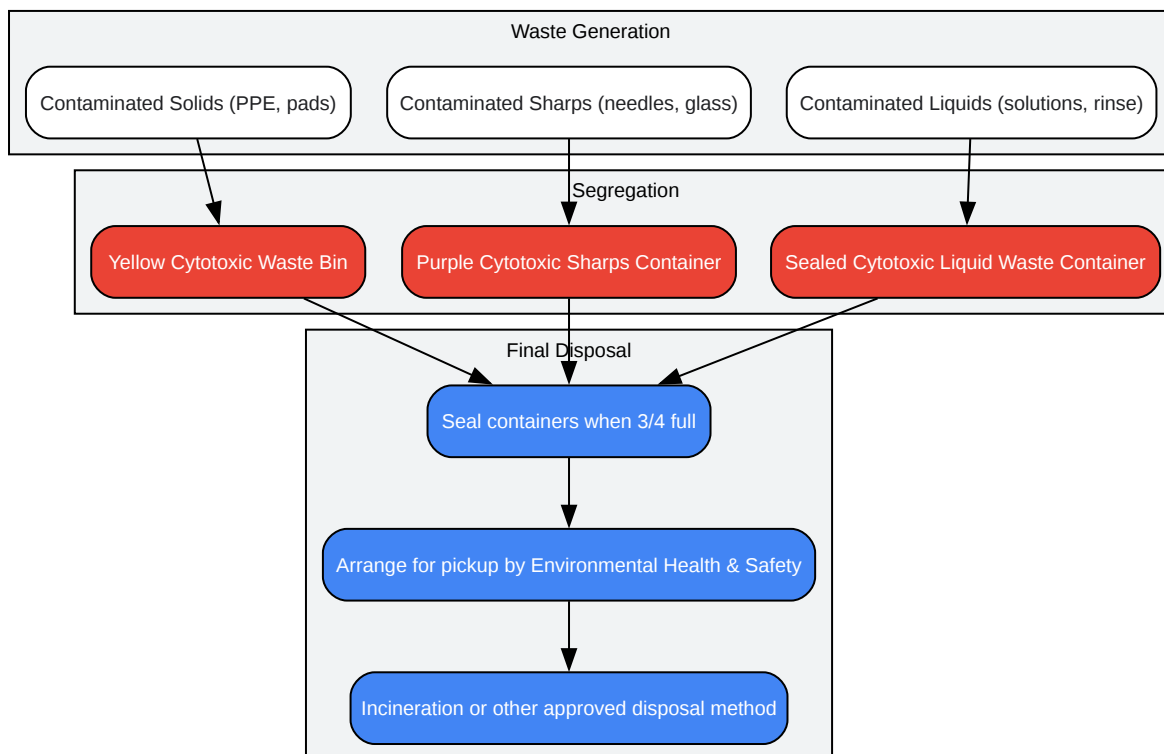 Waste Generation
Contaminated Solids (PPE, pads)
Contaminated Sharps (needles, glass)
Contaminated Liquids (solutions, rinse)
Segregation
Yellow Cytotoxic Waste Bin
Purple Cytotoxic Sharps Container
Sealed Cytotoxic Liquid Waste Container
Final Disposal
Seal containers when 3/4 full
Arrange for pickup by Environmental Health & Safety
Incineration or other approved disposal method